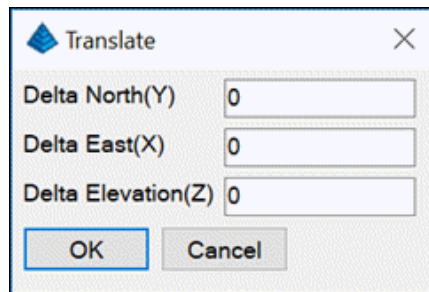 Translate
Delta North(Y) 0
Delta East(X) 0
Delta Elevation(Z) 0
OK Cancel